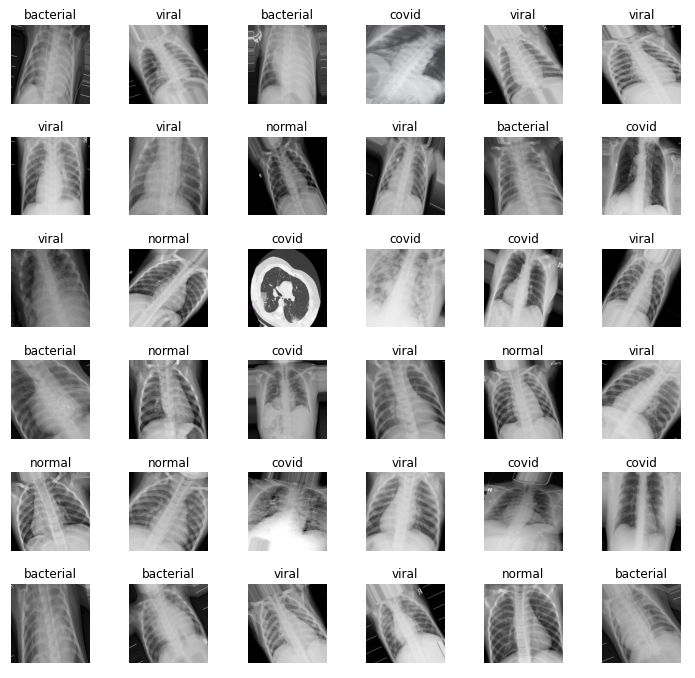 bacterial viral bacterial covid viral viral
viral viral normal viral bacterial covid
viral normal covid covid covid viral
bacterial normal covid viral normal viral
normal normal covid viral covid covid
bacterial bacterial viral viral normal bacterial